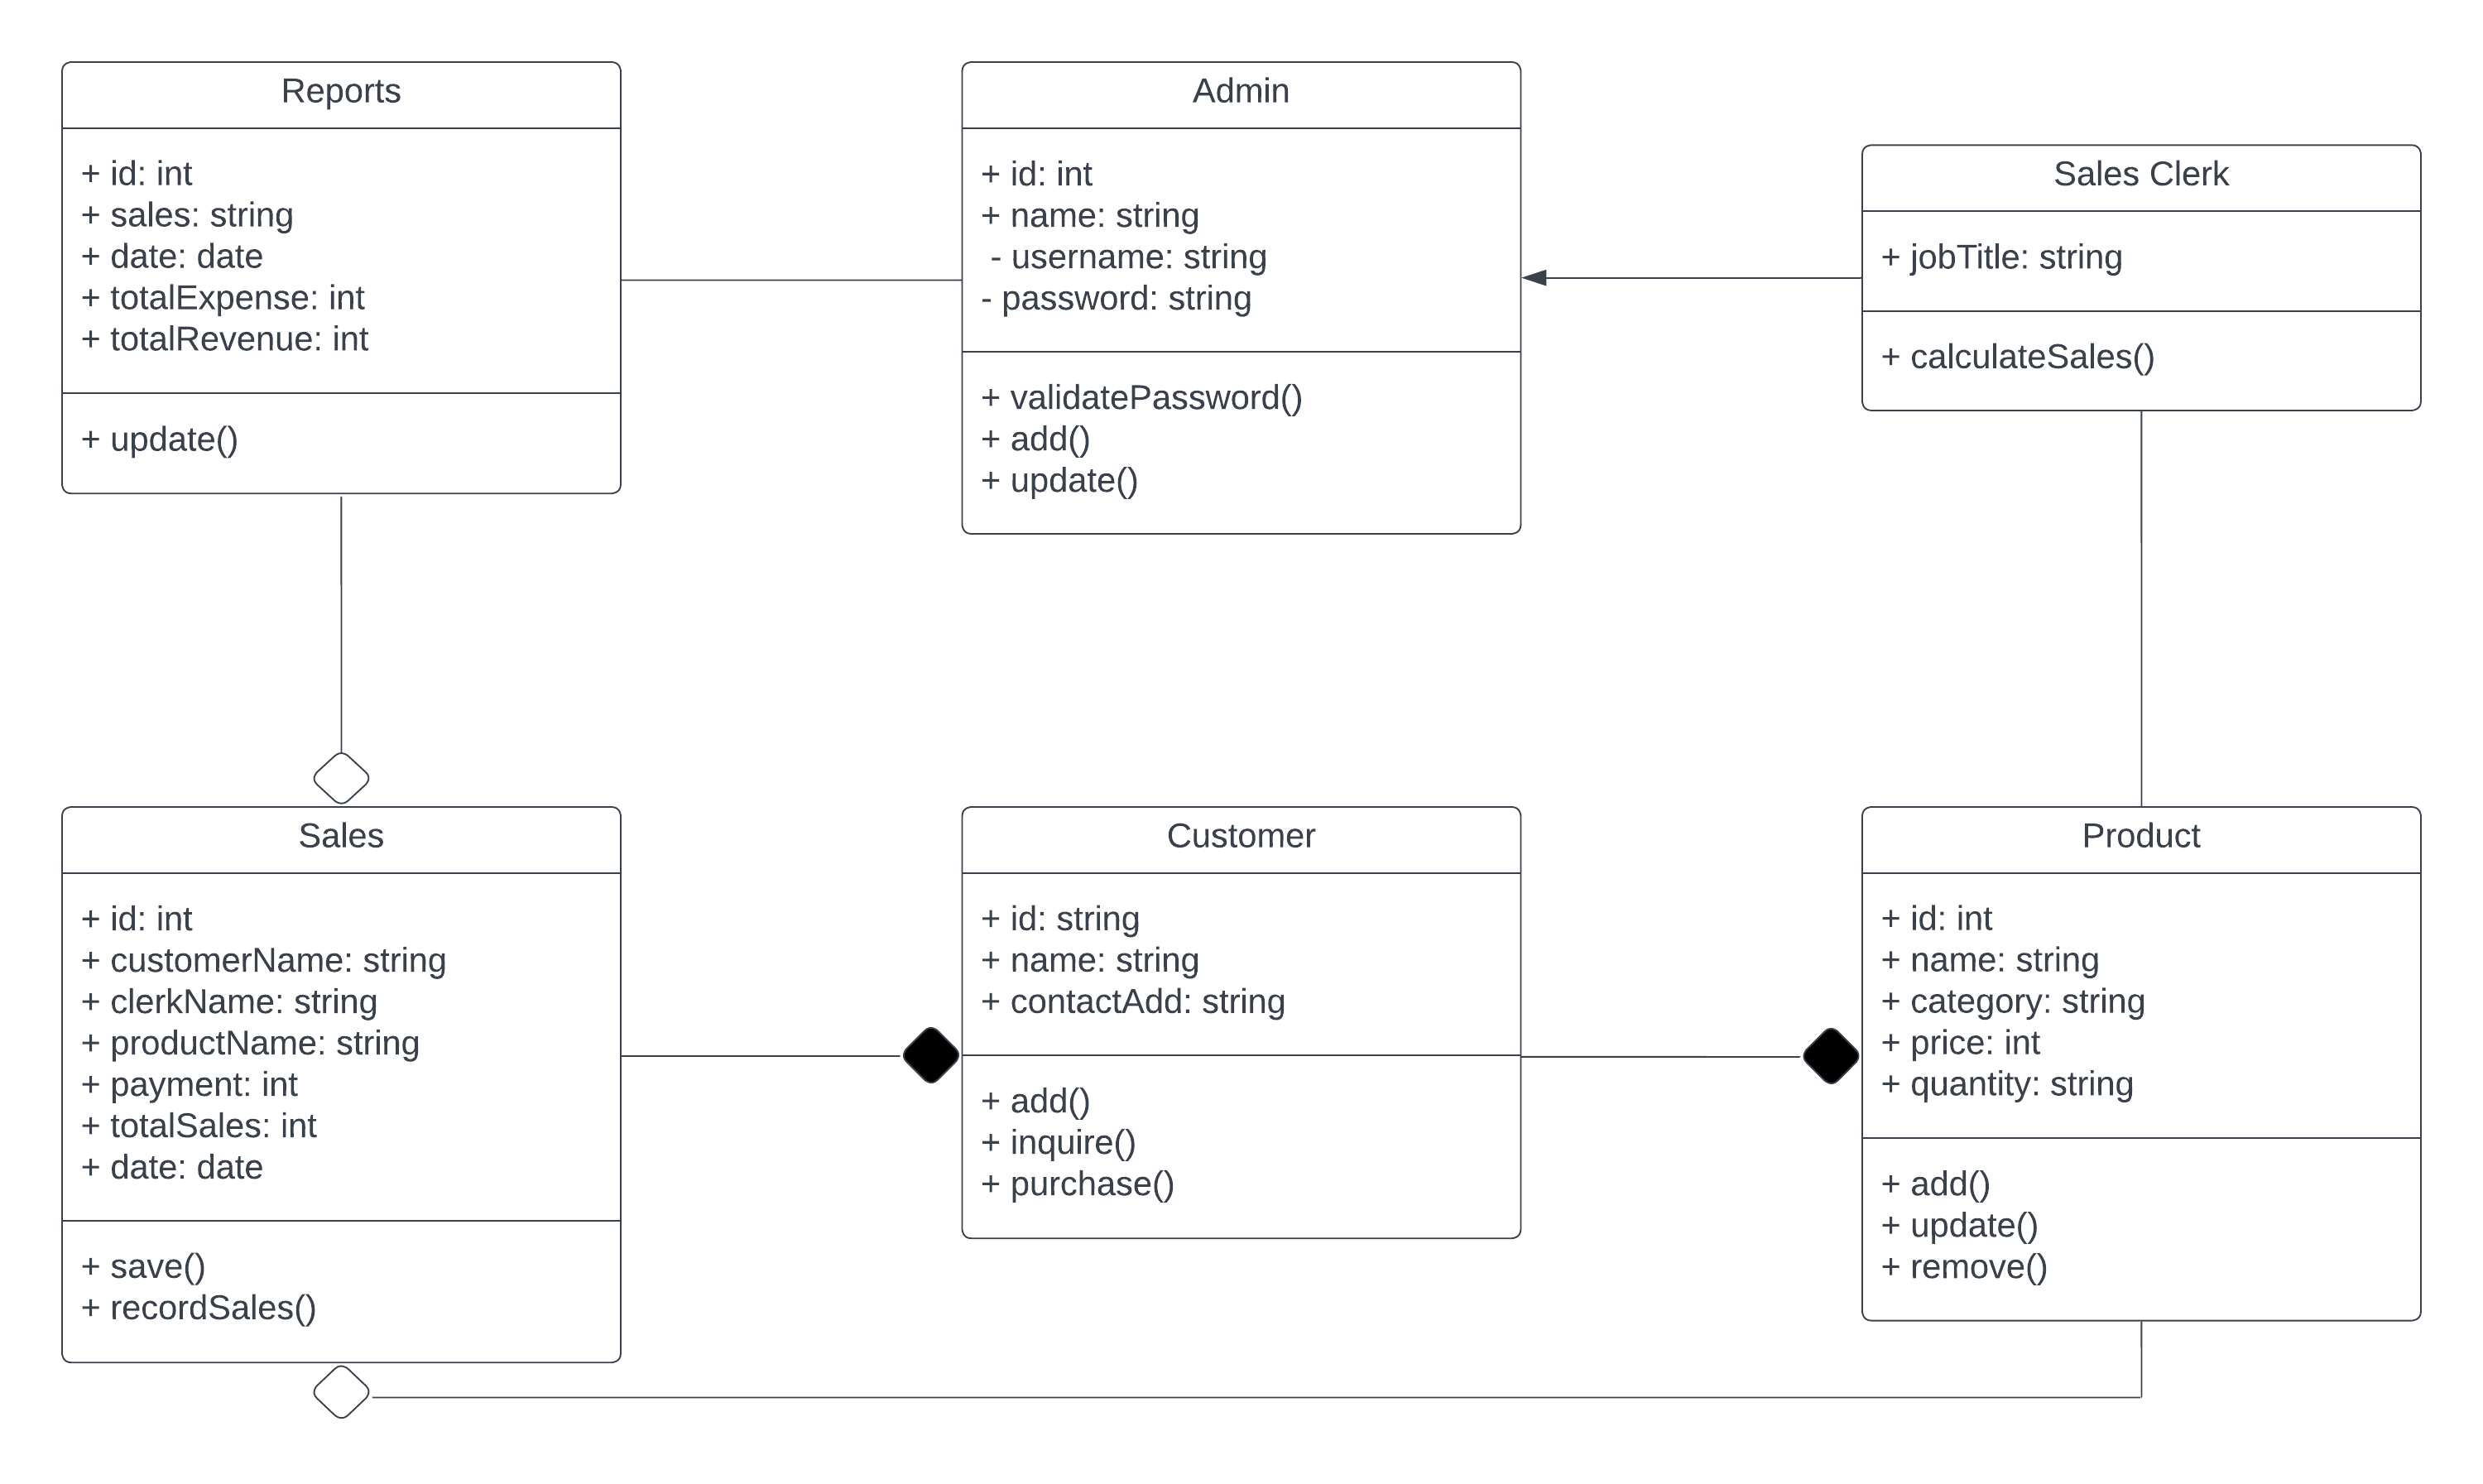 Reports
+ id: int
+ sales: string
+ date: date
+ totalExpense: int
+ totalRevenue: int
+ update()
Admin
+ id: int
+ name: string
- username: string
- password: string
+ validatePassword()
+ add()
+ update()
Sales Clerk
+ jobTitle: string
+ calculateSales()
Sales
+ id: int
+ customerName: string
+ clerkName: string
+ productName: string
+ payment: int
+ totalSales: int
+ date: date
+ save()
+ recordSales()
Customer
+ id: string
+ name: string
+ contactAdd: string
+ add()
+ inquire()
+ purchase()
Product
+ id: int
+ name: string
+ category: string
+ price: int
+ quantity: string
+ add()
+ update()
+ remove()